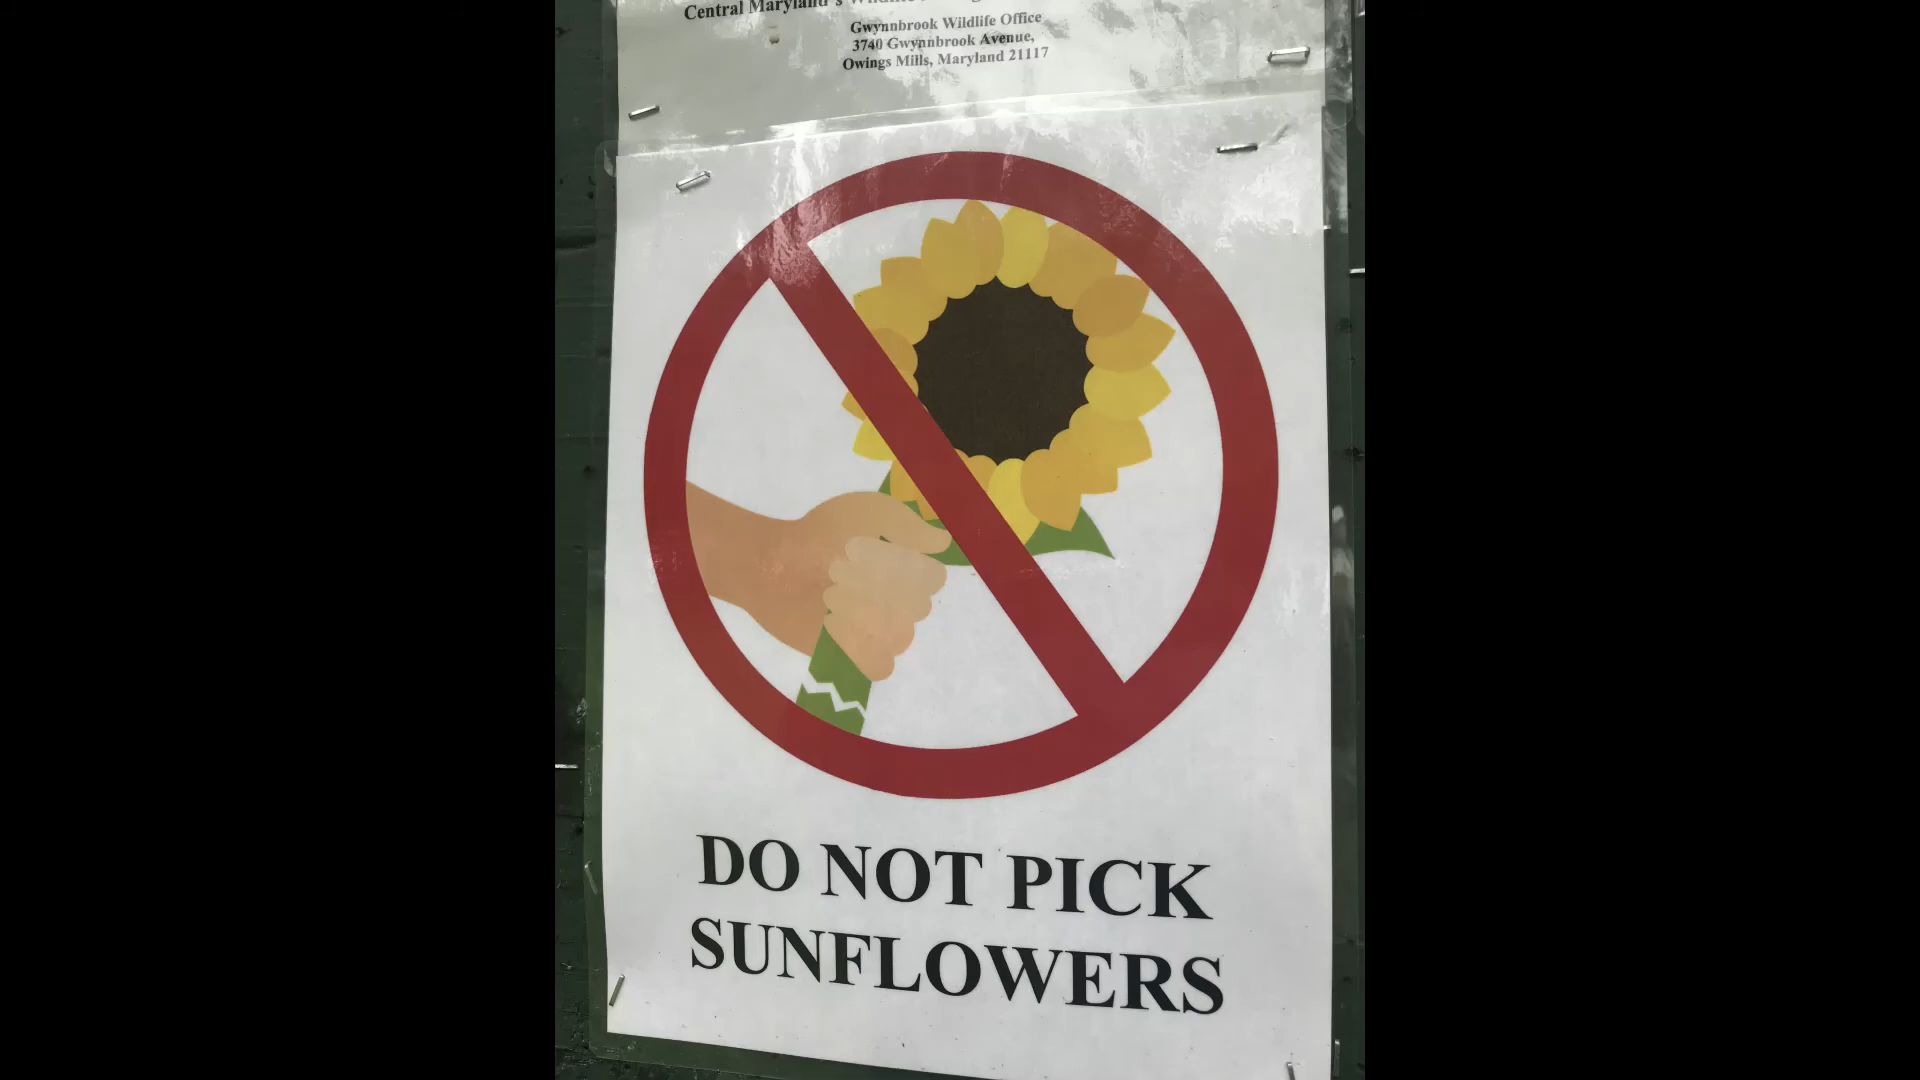 Central Maryland's
Gwynnbrook Wildlife Office
3740 Gwynnbrook Avenue,
Owings Mills, Maryland 21117
DO NOT PICK
SUNFLOWERS